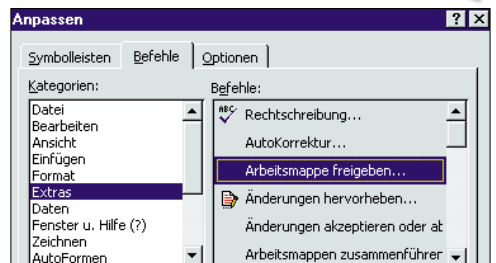 Anpassen
Symbolleisten Befehle Optionen
Kategorien:
Datei
Bearbeiten
Ansicht
Einfügen
Format
Extras
Daten
Fenster u. Hilfe (?)
Zeichnen
AutoFormen
Befehle:
ABC Rechtschreibung...
AutoKorrektur...
Arbeitsmappe freigeben...
Änderungen hervorheben...
Änderungen akzeptieren oder ab
Arbeitsmappen zusammenführer